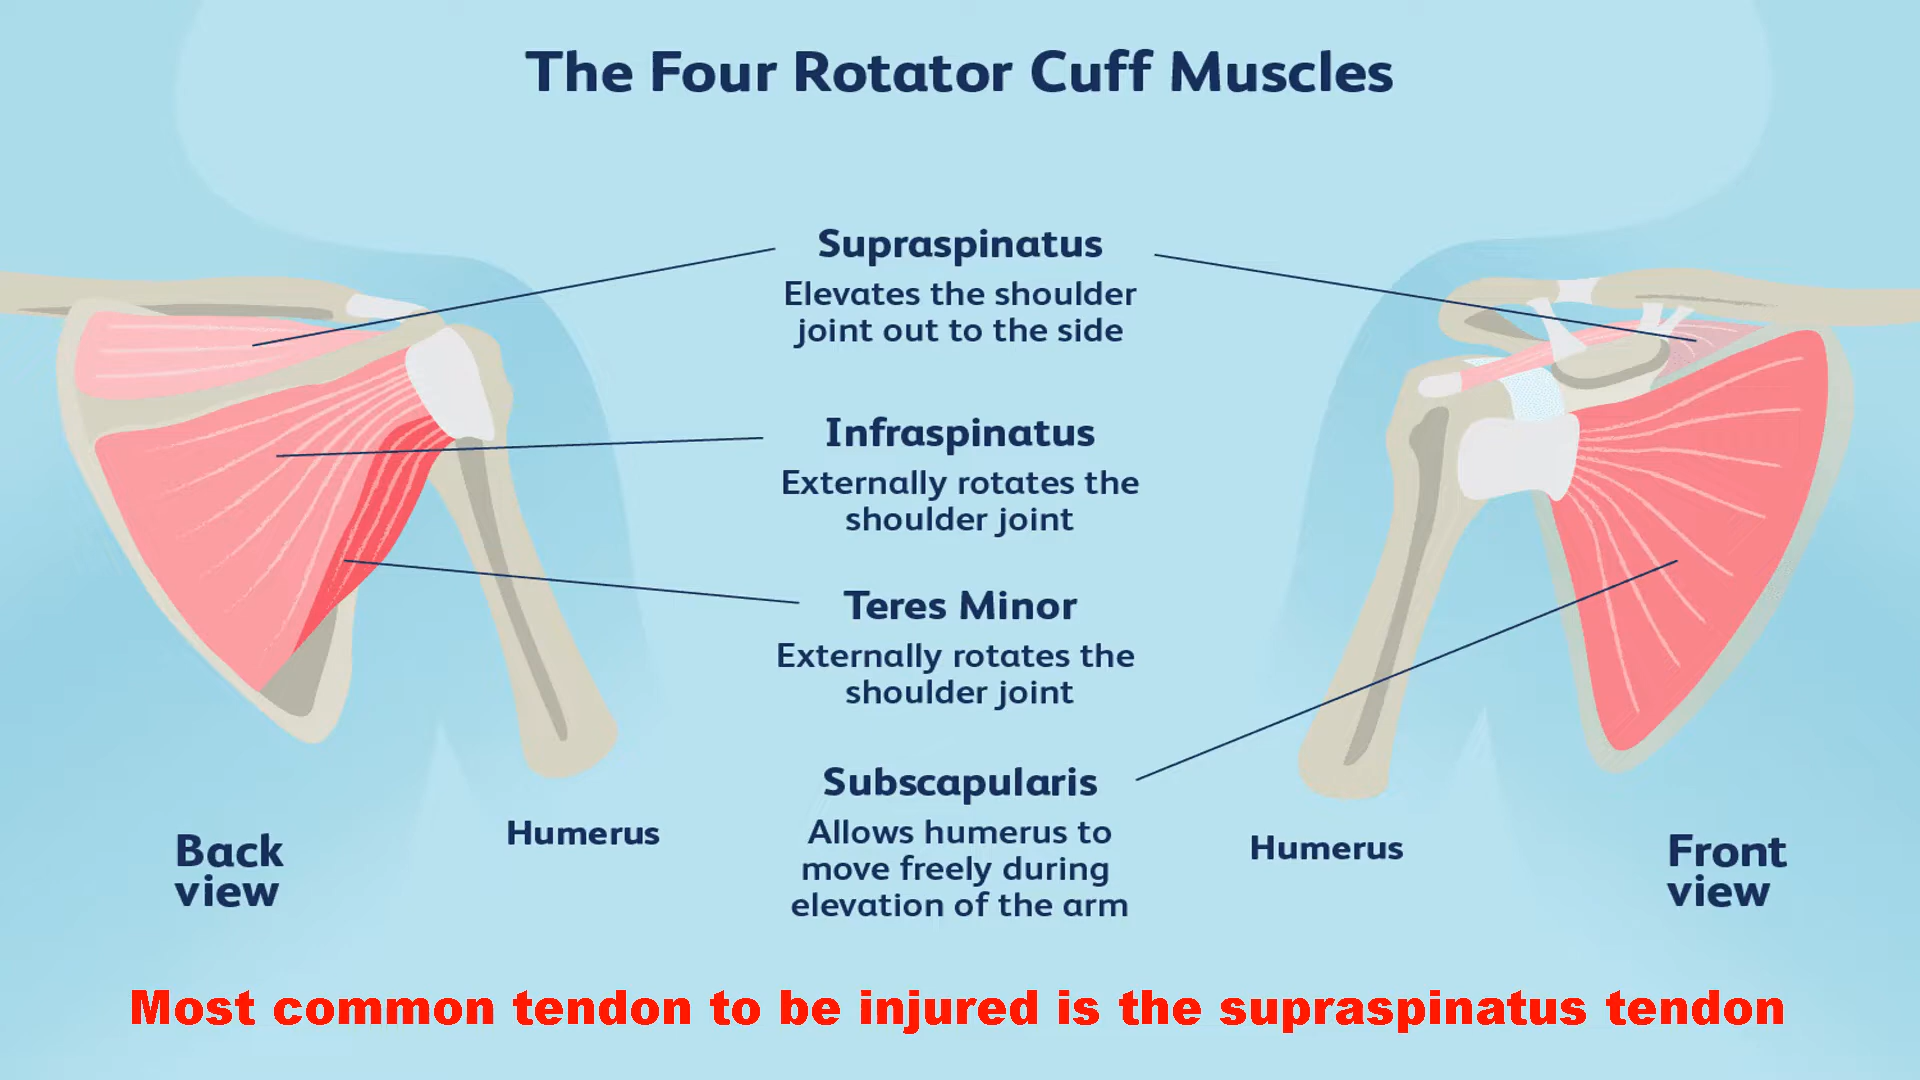 The Four Rotator Cuff Muscles
Supraspinatus
Elevates the shoulder
joint out to the side
Infraspinatus
Externally rotates the
shoulder joint
Teres Minor
Externally rotates the
shoulder joint
Subscapularis
Allows humerus to
move freely during
elevation of the arm
Back
view
Humerus
Humerus
Front
view
Most common tendon to be injured is the supraspinatus tendon